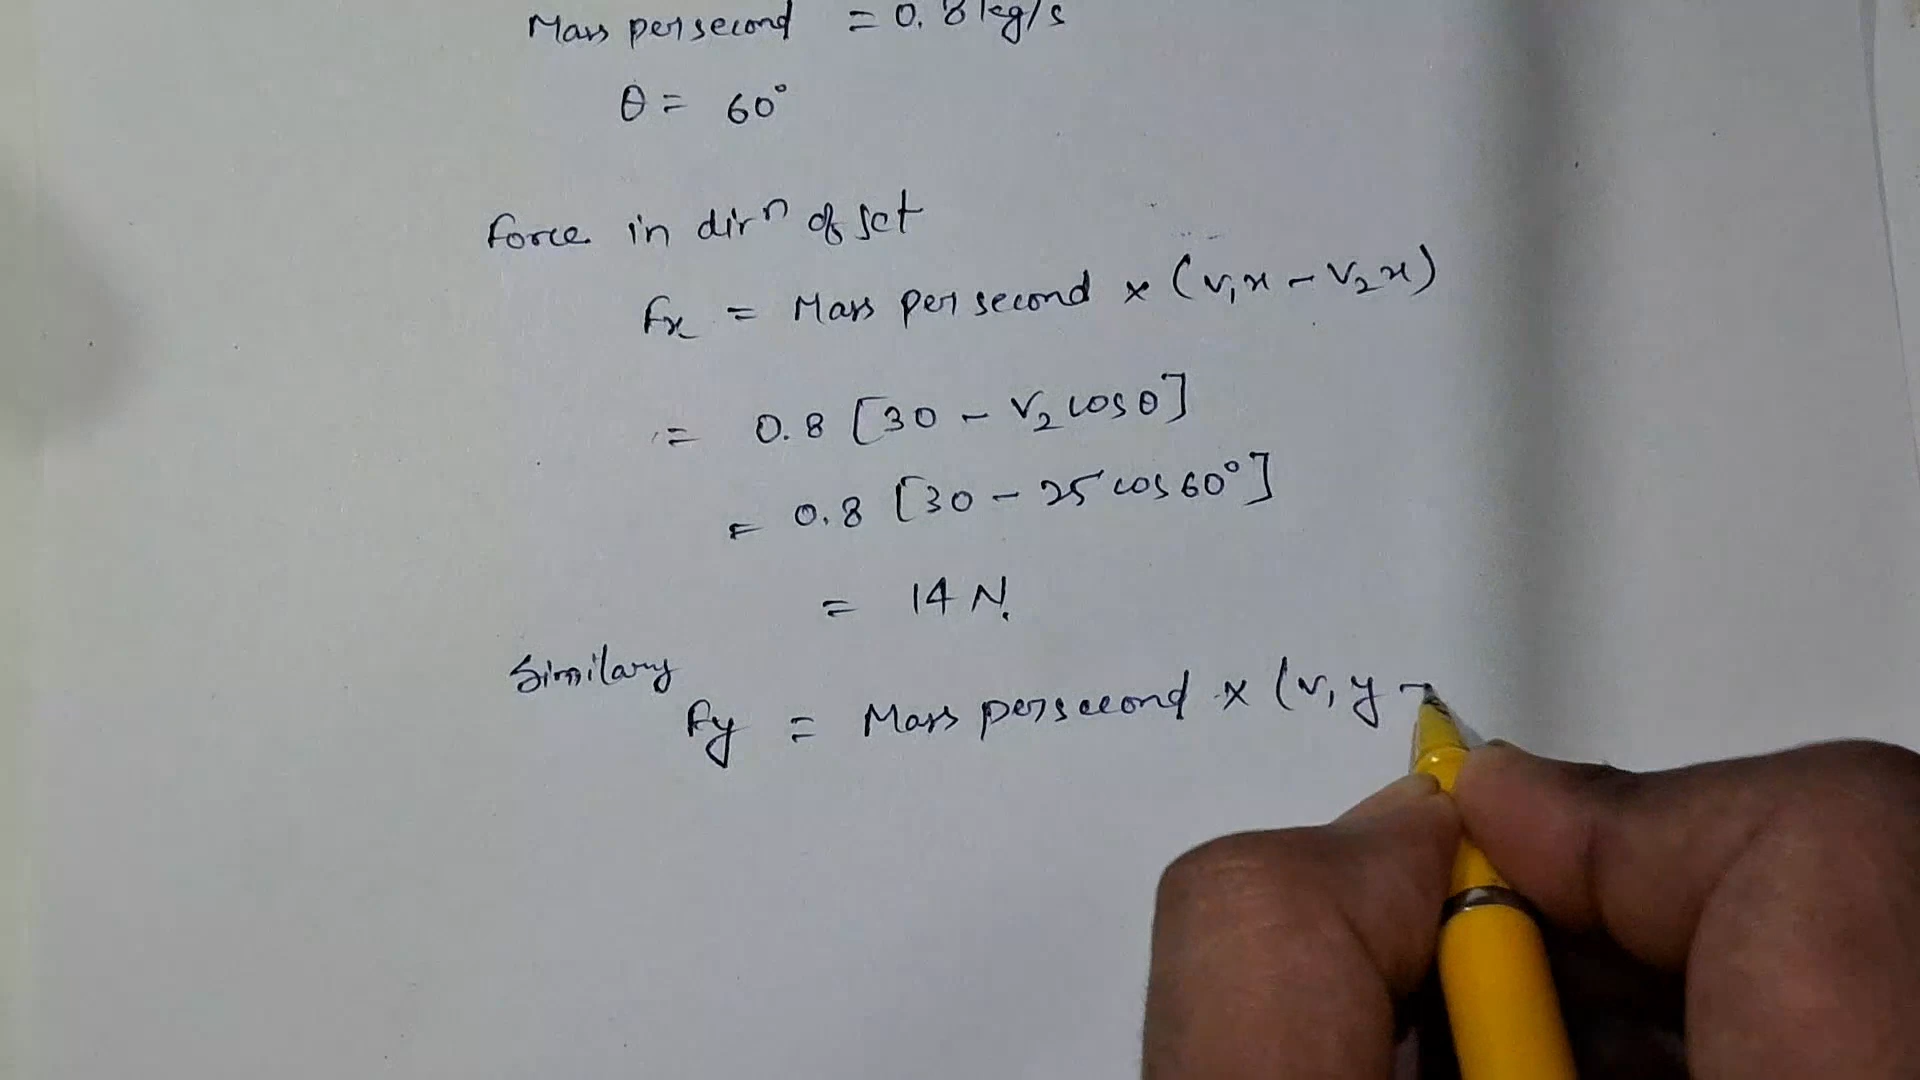 Mass per second = 0.8 kg/s
θ = 60°
Force in dirⁿ of Jet
Fx = Mass per second × (v₁x - v₂x)
= 0.8 [30 - v₂ cos θ]
= 0.8 [30 - 25 cos 60°]
= 14 N.
Similary
Fy = Mass per second × (v₁y -